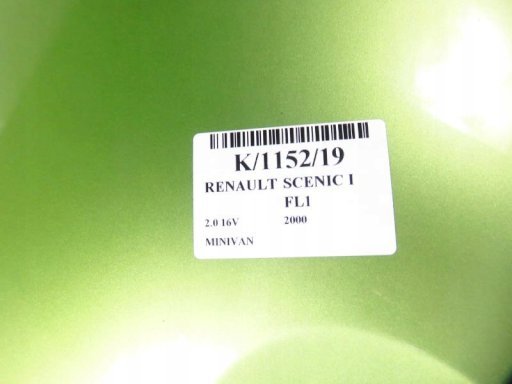 K/1152/19
RENAULT SCENIC I
FL1
2.0 16V 2000
MINIVAN